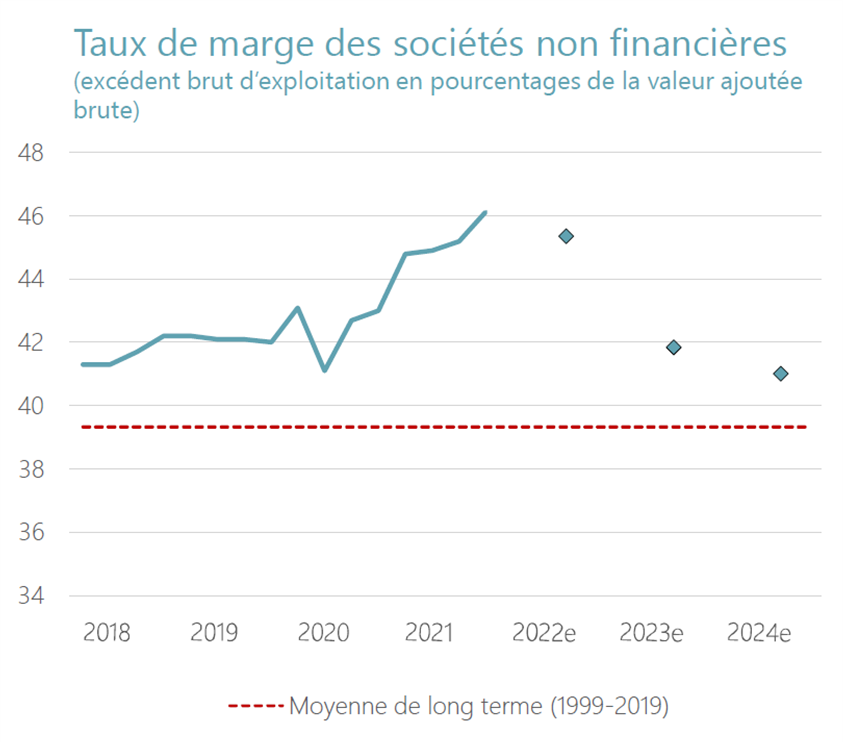 Taux de marge des sociétés non financières
(excédent brut d’exploitation en pourcentages de la valeur ajoutée
brute)
48
46
44
42
40
38
36
34
2018 2019 2020 2021 2022e 2023e 2024e
Moyenne de long terme (1999-2019)